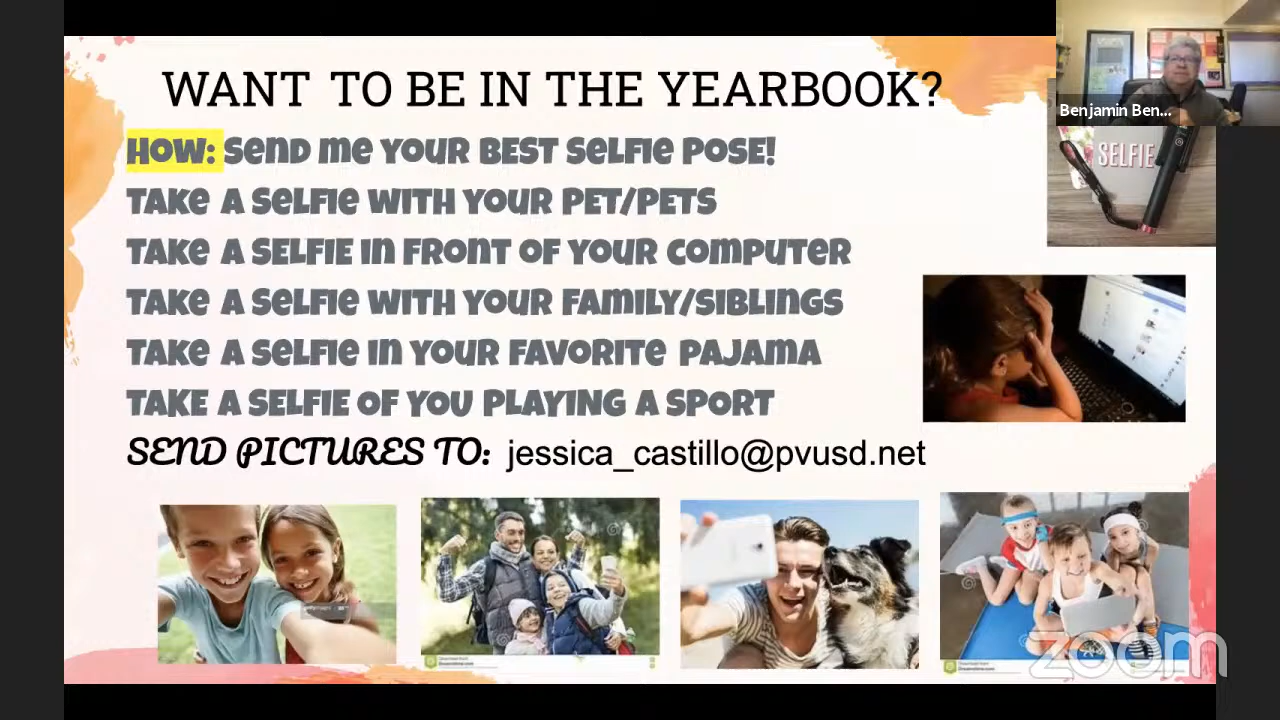 WANT TO BE IN THE YEARBOOK?
HOW: SEND ME YOUR BEST SELFIE POSE!
TAKE A SELFIE WITH YOUR PET/PETS
TAKE A SELFIE IN FRONT OF YOUR COMPUTER
TAKE A SELFIE WITH YOUR FAMILY/SIBLINGS
TAKE A SELFIE IN YOUR FAVORITE PAJAMA
TAKE A SELFIE OF YOU PLAYING A SPORT
SEND PICTURES TO: jessica_castillo@pvusd.net
Benjamin Ben...
SELFIE
zoom